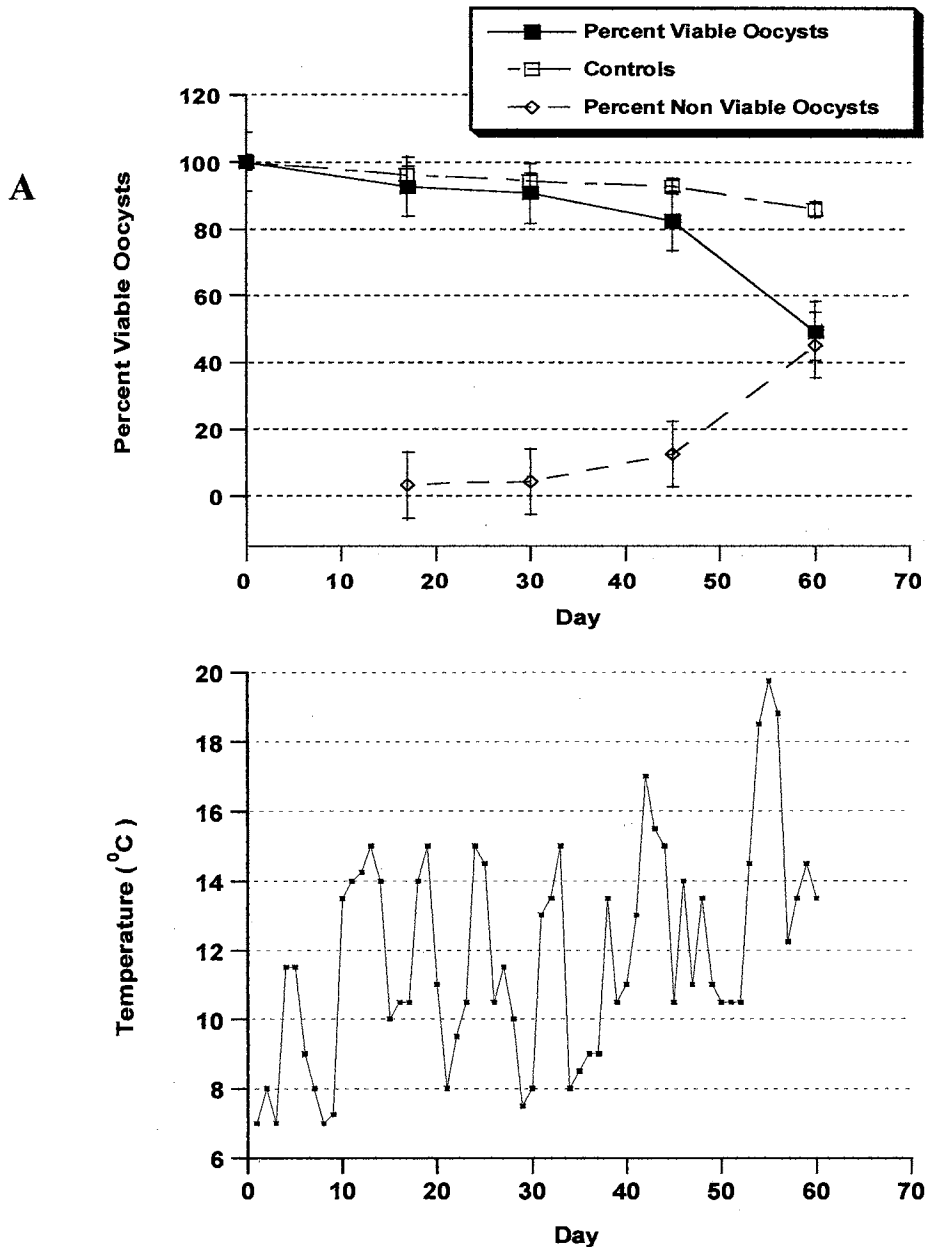 Percent Viable Oocysts
Controls
Percent Non Viable Oocysts
A
Percent Viable Oocysts
120
100
80
60
40
20
0
0 10 20 30 40 50 60 70
Day
Temperature (⁰C)
20
18
16
14
12
10
8
6
0 10 20 30 40 50 60 70
Day